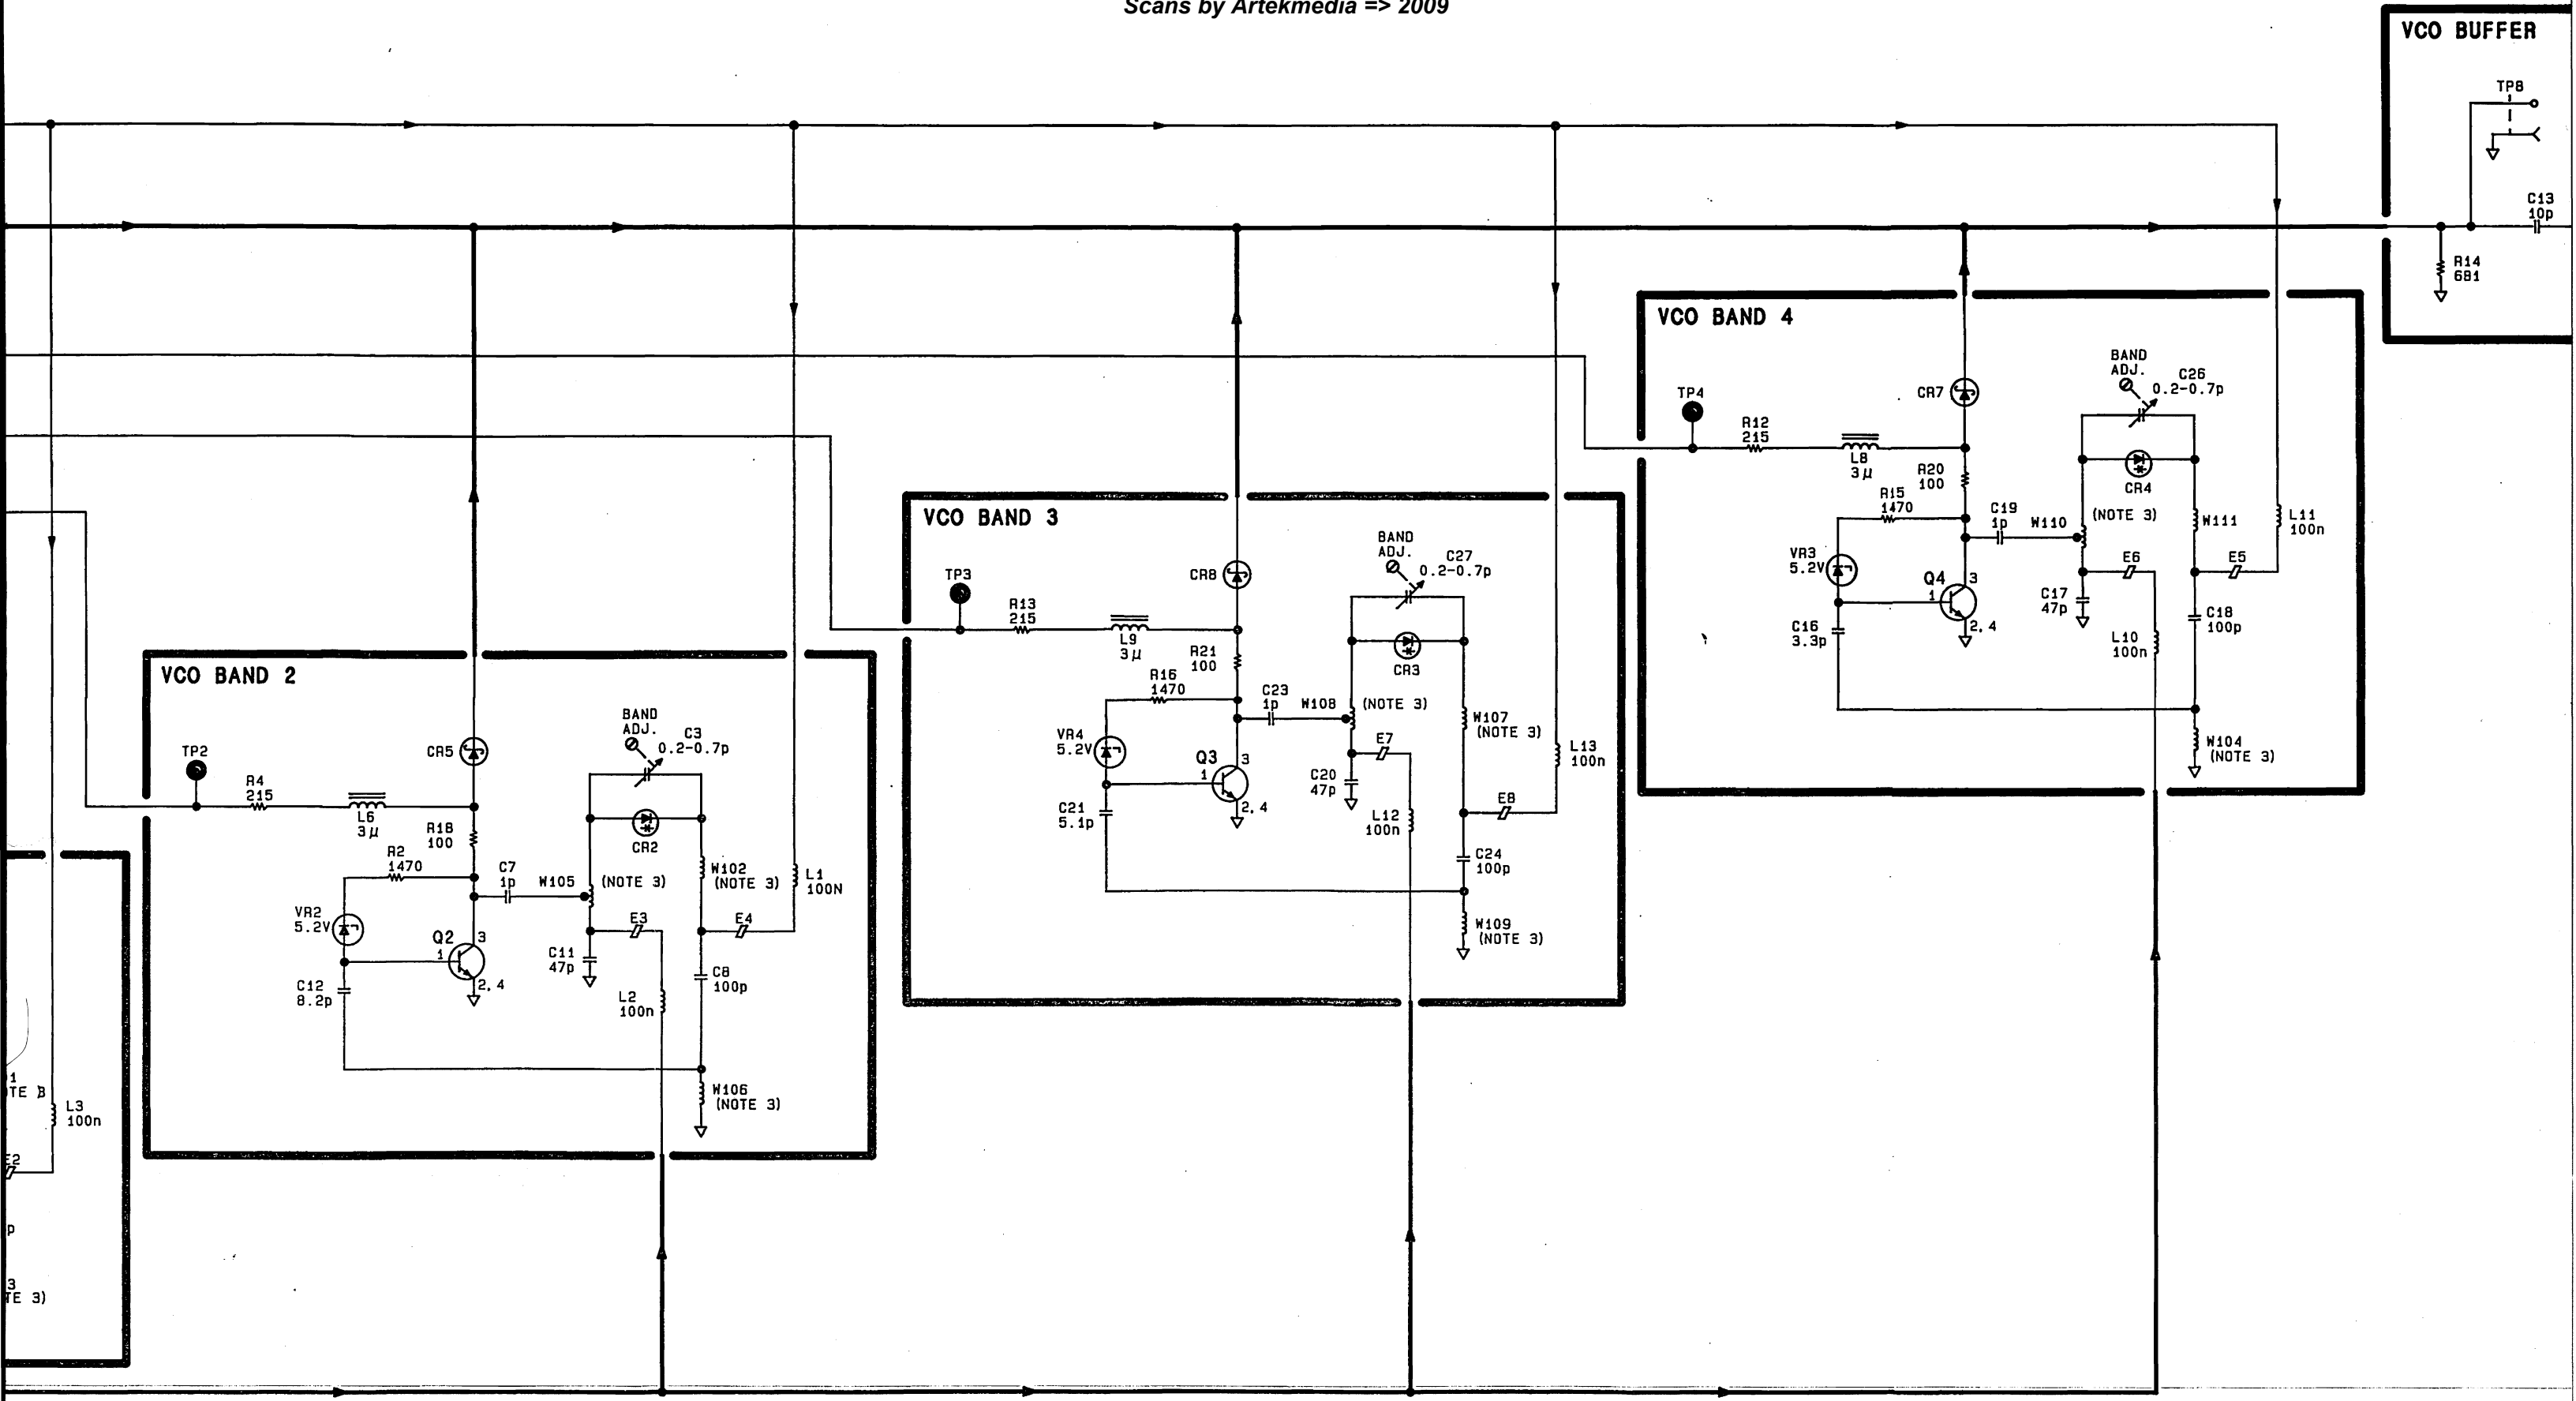 Scans by Artekmedia => 2009
VCO BUFFER
TP8
C13
10p
R14
681
VCO BAND 4
BAND
ADJ.
C26
0.2-0.7p
CR7
TP4
R12
215
L8
3µ
R20
100
CR4
R15
1470
C19
1p
W110
(NOTE 3)
W111
L11
100n
VR3
5.2V
E6
E5
Q4
3
1
2, 4
C17
47p
C16
3.3p
L10
100n
C18
100p
W104
(NOTE 3)
VCO BAND 3
BAND
ADJ.
C27
0.2-0.7p
CR8
TP3
R13
215
L9
3µ
R21
100
CR3
R16
1470
C23
1p
W108
(NOTE 3)
W107
(NOTE 3)
VR4
5.2V
E7
L13
100n
Q3
3
1
2, 4
C20
47p
C21
5.1p
L12
100n
E8
C24
100p
W109
(NOTE 3)
VCO BAND 2
BAND
ADJ.
C3
0.2-0.7p
CR5
TP2
R4
215
L6
3µ
R18
100
CR2
R2
1470
C7
1p
W105
(NOTE 3)
W102
(NOTE 3)
L1
100N
VR2
5.2V
E3
E4
Q2
3
1
2, 4
C11
47p
C12
8.2p
L2
100n
C8
100p
W106
(NOTE 3)
1
TE 3
L3
100n
E2
p
3
TE 3)